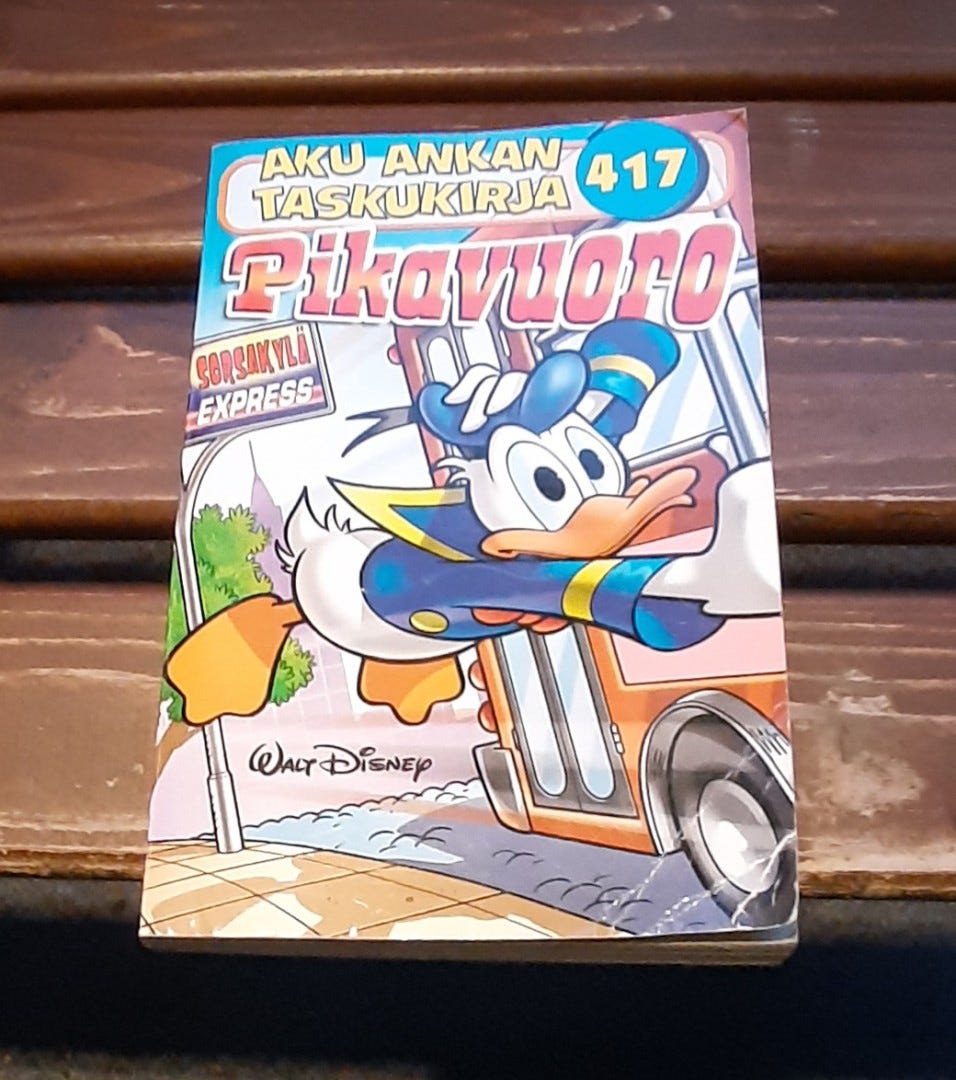 AKU ANKAN
TASKUKIRJA
417
Pikavuoro
SORSAKYLÄ
EXPRESS
WALT DISNEY